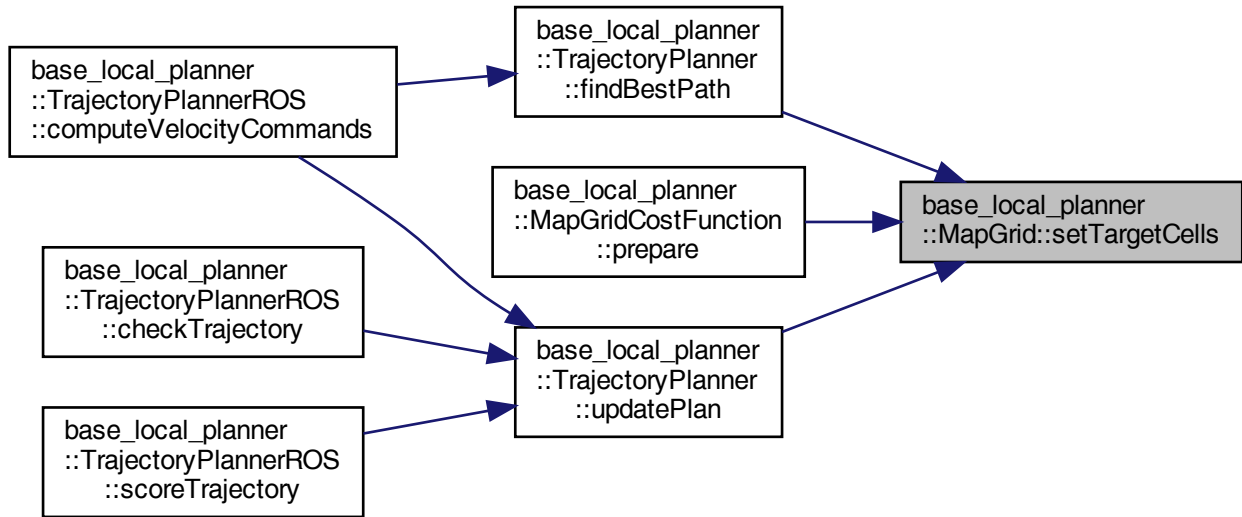 base_local_planner
::TrajectoryPlannerROS
::computeVelocityCommands
base_local_planner
::TrajectoryPlannerROS
::checkTrajectory
base_local_planner
::TrajectoryPlannerROS
::scoreTrajectory
base_local_planner
::TrajectoryPlanner
::findBestPath
base_local_planner
::MapGridCostFunction
::prepare
base_local_planner
::TrajectoryPlanner
::updatePlan
base_local_planner
::MapGrid::setTargetCells